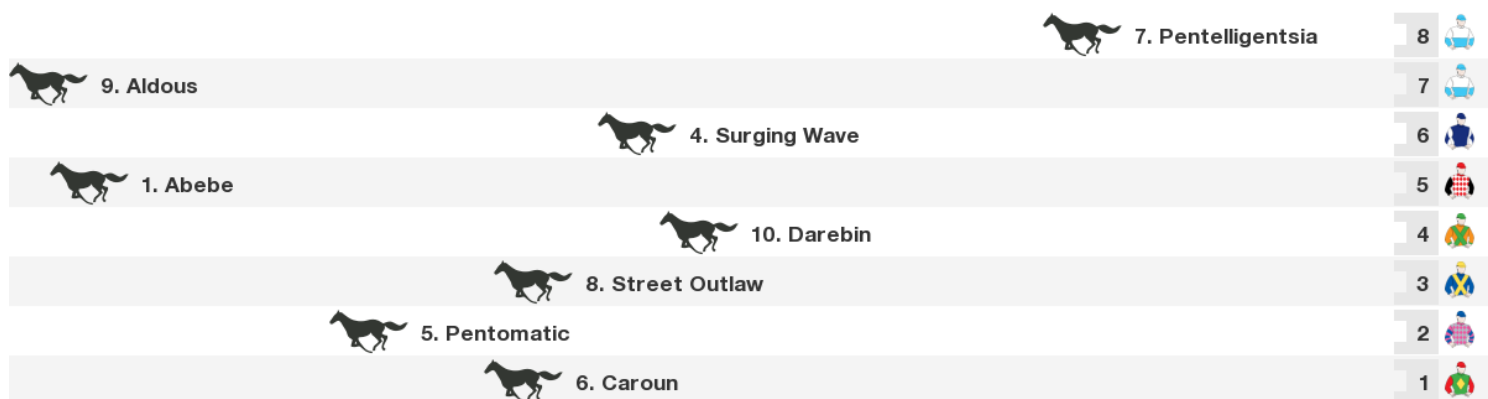 7. Pentelligentsia 8
9. Aldous 7
4. Surging Wave 6
1. Abebe 5
10. Darebin 4
8. Street Outlaw 3
5. Pentomatic 2
6. Caroun 1